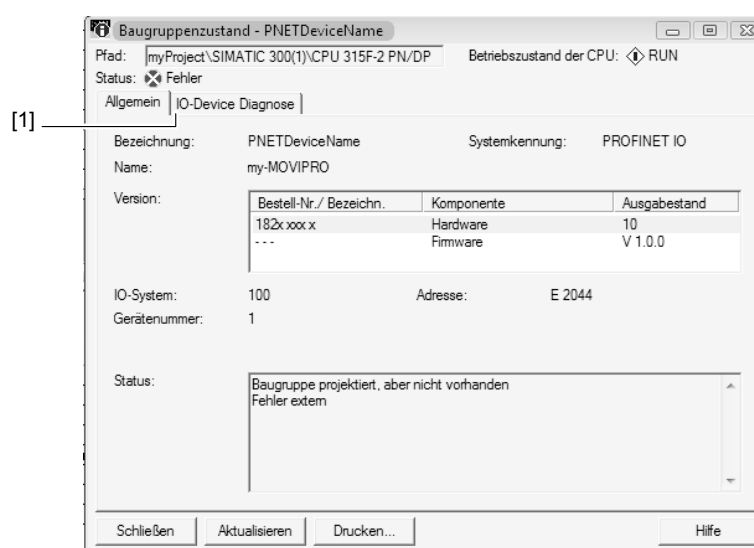 Baugruppenzustand - PNETDeviceName
Pfad: myProject\SIMATIC 300(1)\CPU 315F-2 PN/DP Betriebszustand der CPU: RUN
Status: Fehler
Allgemein IO-Device Diagnose
[1]
Bezeichnung: PNETDeviceName Systemkennung: PROFINET IO
Name: my-MOVIPRO
Version: Bestell-Nr./ Bezeichn. Komponente Ausgabestand
182x xxx x Hardware 10
- - - Firmware V 1.0.0
IO-System: 100 Adresse: E 2044
Gerätenummer: 1
Status: Baugruppe projektiert, aber nicht vorhanden
Fehler extern
Schließen Aktualisieren Drucken... Hilfe